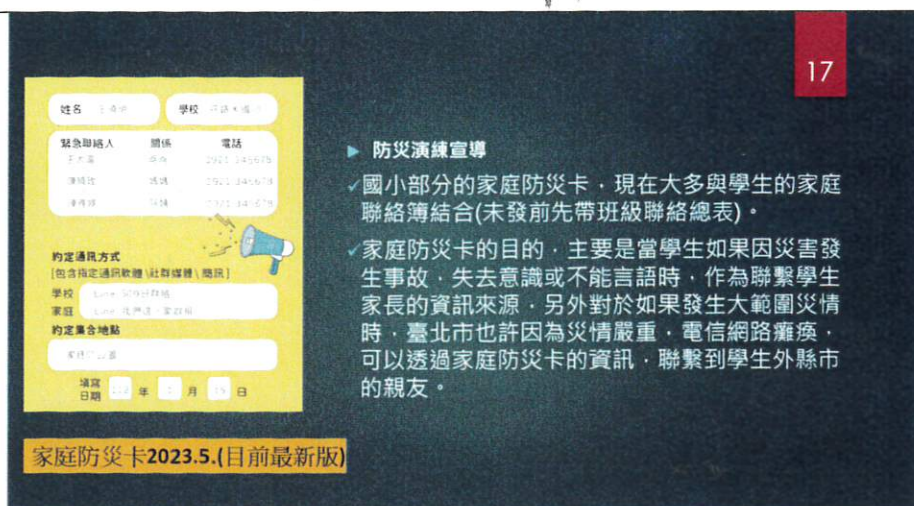 17
姓名
學校
緊急聯絡人 關係 電話
約定通訊方式
[包含指定通訊軟體\社群媒體\簡訊]
學校
家庭
約定集合地點
填寫日期 年 月 日
家庭防災卡2023.5.(目前最新版)
防災演練宣導
✓國小部分的家庭防災卡，現在大多與學生的家庭
聯絡簿結合(未發前先帶班級聯絡總表)。
✓家庭防災卡的目的，主要是當學生如果因災害發
生事故，失去意識或不能言語時，作為聯繫學生
家長的資訊來源，另外對於如果發生大範圍災情
時，臺北市也許因為災情嚴重，電信網路癱瘓，
可以透過家庭防災卡的資訊，聯繫到學生外縣市
的親友。